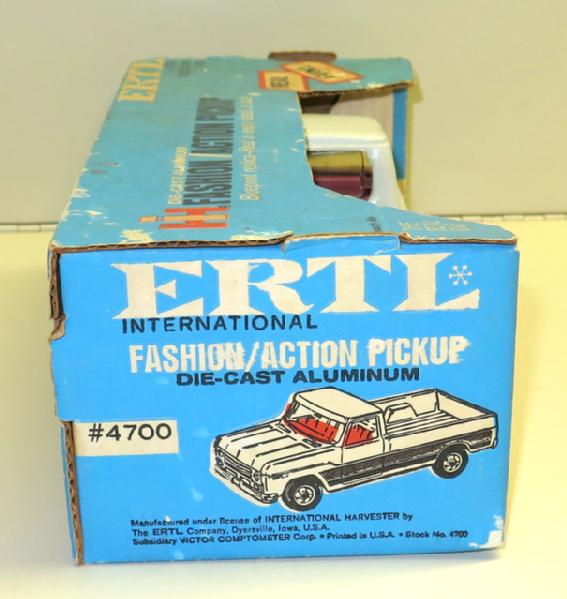 ERTL
DIE-CAST ALUMINUM
FASHION/ACTION PICKUP
ERTL
INTERNATIONAL
FASHION/ACTION PICKUP
DIE-CAST ALUMINUM
#4700
Manufactured under license of INTERNATIONAL HARVESTER by
The ERTL Company, Dyersville, Iowa, U.S.A.
Subsidiary VICTOR COMPTOMETER Corp. • Printed in U.S.A. • Stock No. 4700